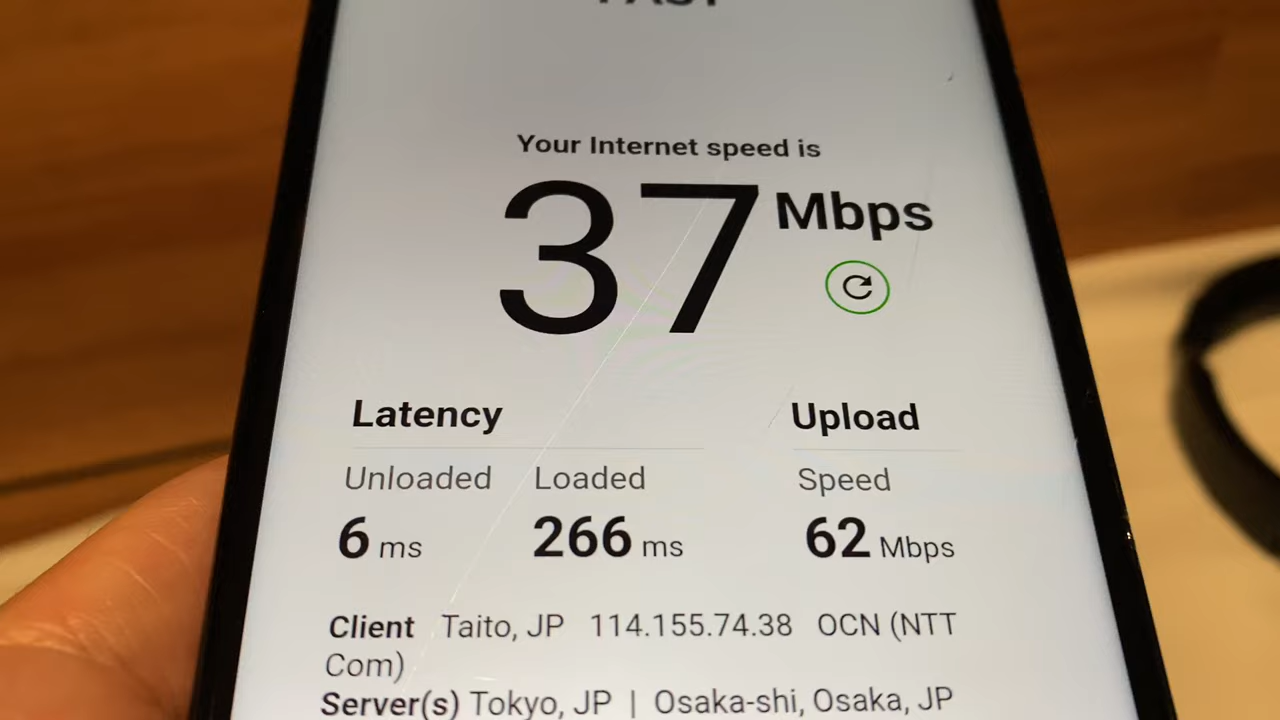 FAST
Your Internet speed is
37 Mbps
Latency Upload
Unloaded Loaded Speed
6 ms 266 ms 62 Mbps
Client Taito, JP 114.155.74.38 OCN (NTT
Com)
Server(s) Tokyo, JP | Osaka-shi, Osaka, JP